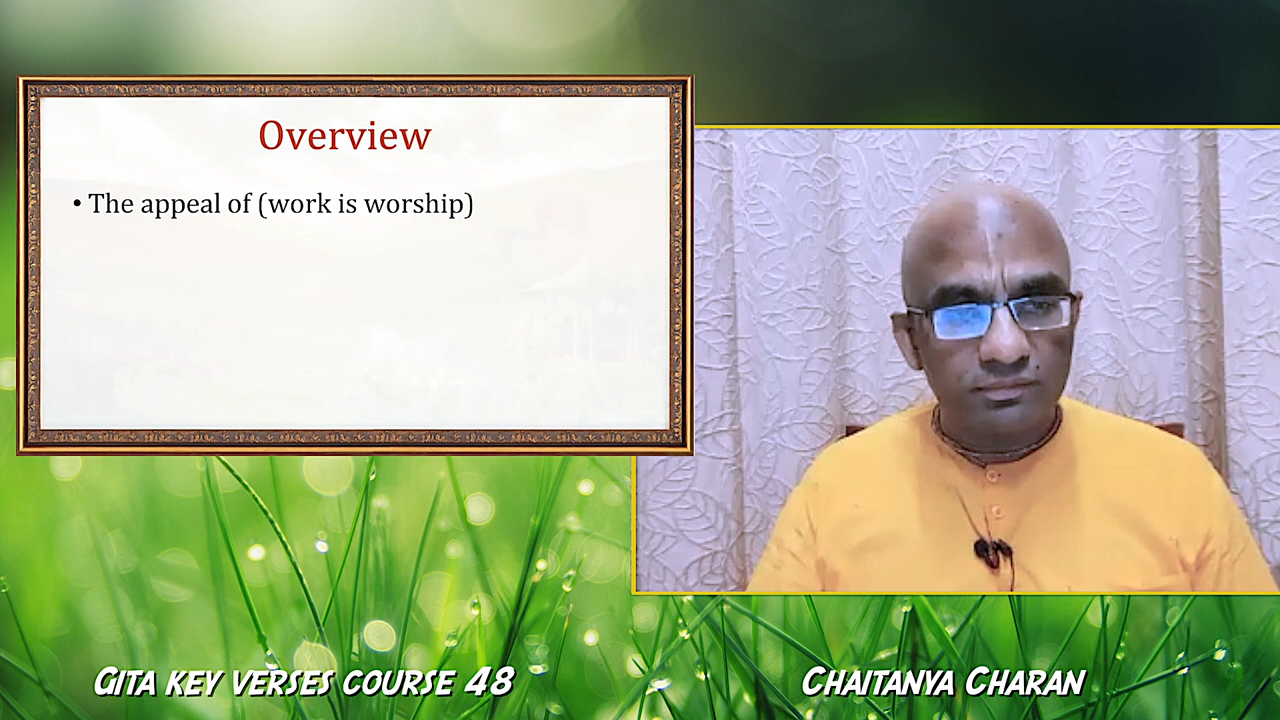 Overview
• The appeal of (work is worship)
GITA KEY VERSES COURSE 48
CHAITANYA CHARAN